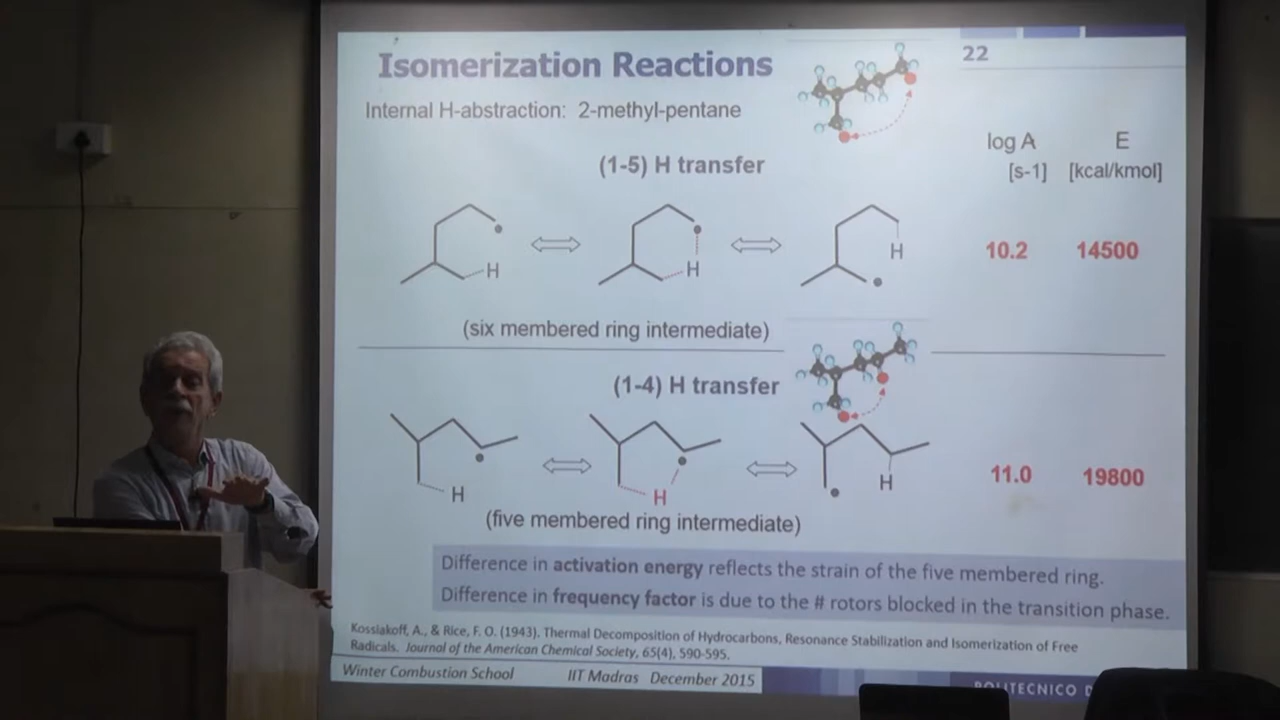 Isomerization Reactions
22
Internal H-abstraction: 2-methyl-pentane
log A E
[s-1] [kcal/kmol]
(1-5) H transfer
H H H
10.2 14500
(six membered ring intermediate)
(1-4) H transfer
H H H
11.0 19800
(five membered ring intermediate)
Difference in activation energy reflects the strain of the five membered ring.
Difference in frequency factor is due to the # rotors blocked in the transition phase.
Kossiakoff, A., & Rice, F. O. (1943). Thermal Decomposition of Hydrocarbons, Resonance Stabilization and Isomerization of Free
Radicals. Journal of the American Chemical Society, 65(4), 590-595.
Winter Combustion School IIT Madras December 2015
POLITECNICO